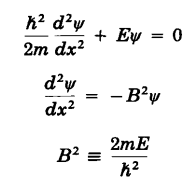 ℏ²/2m d²ψ/dx² + Eψ = 0
d²ψ/dx² = −B²ψ
B² ≡ 2mE/ℏ²